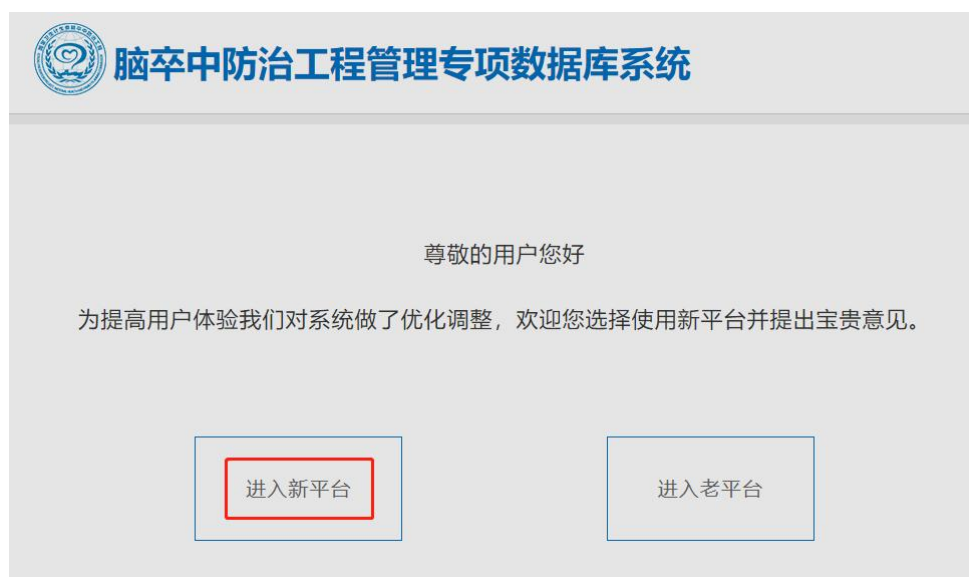 脑卒中防治工程管理专项数据库系统
尊敬的用户您好
为提高用户体验我们对系统做了优化调整，欢迎您选择使用新平台并提出宝贵意见。
进入新平台
进入老平台